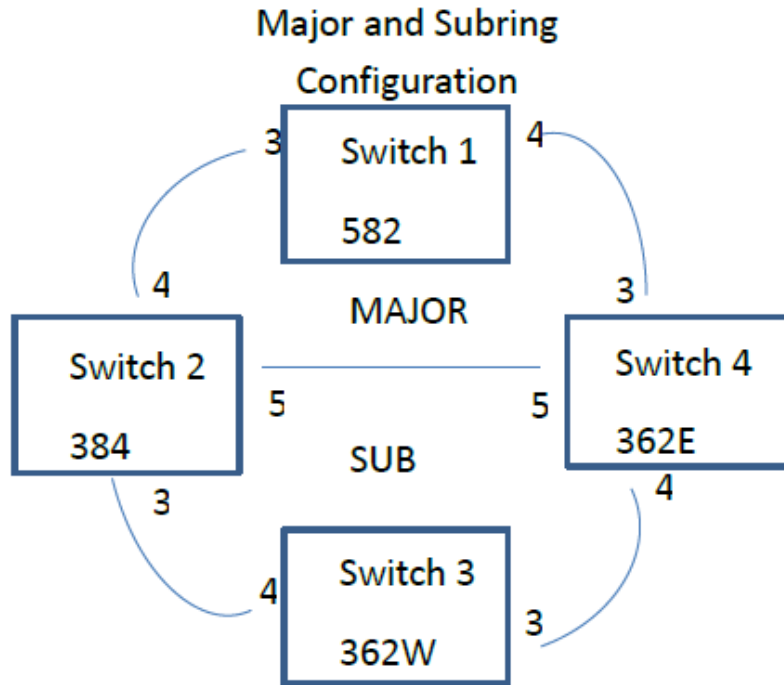 Major and Subring
Configuration
3
Switch 1
4
582
4
3
MAJOR
Switch 2
Switch 4
5
5
384
362E
SUB
3
4
Switch 3
4
3
362W